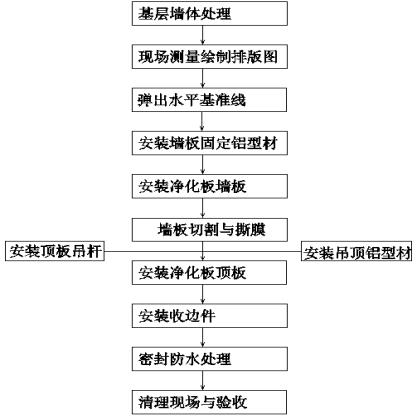 基层墙体处理
现场测量绘制排版图
弹出水平基准线
安装墙板固定铝型材
安装净化板墙板
墙板切割与撕膜
安装顶板吊杆
安装吊顶铝型材
安装净化板顶板
安装收边件
密封防水处理
清理现场与验收